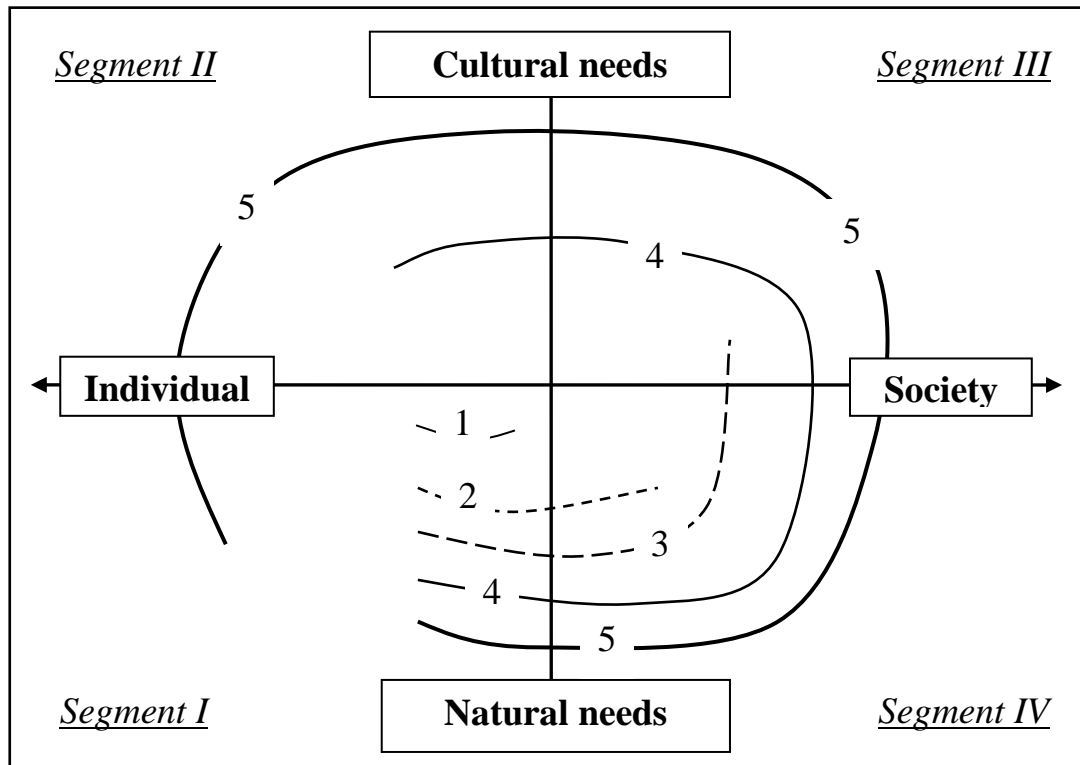 Segment II
Cultural needs
Segment III
5
5
4
Individual
Society
1
2
3
4
5
Segment I
Natural needs
Segment IV